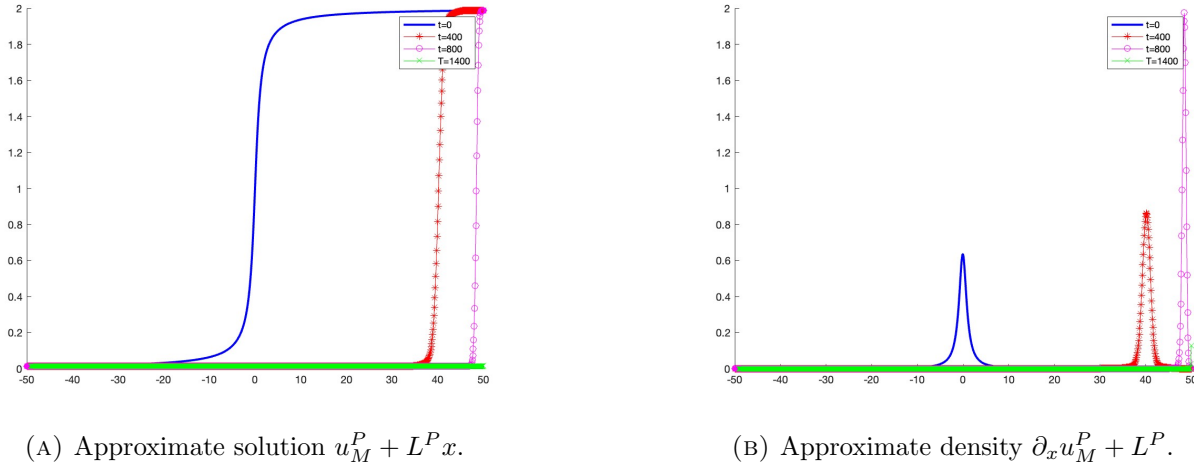 2
1.8
1.6
1.4
1.2
1
0.8
0.6
0.4
0.2
0
-50 -40 -30 -20 -10 0 10 20 30 40 50
t=0
t=400
t=800
T=1400
2
1.8
1.6
1.4
1.2
1
0.8
0.6
0.4
0.2
0
-50 -40 -30 -20 -10 0 10 20 30 40 50
t=0
t=400
t=800
T=1400
(A) Approximate solution $u_M^P + L^P x$.
(B) Approximate density $\partial_x u_M^P + L^P$.